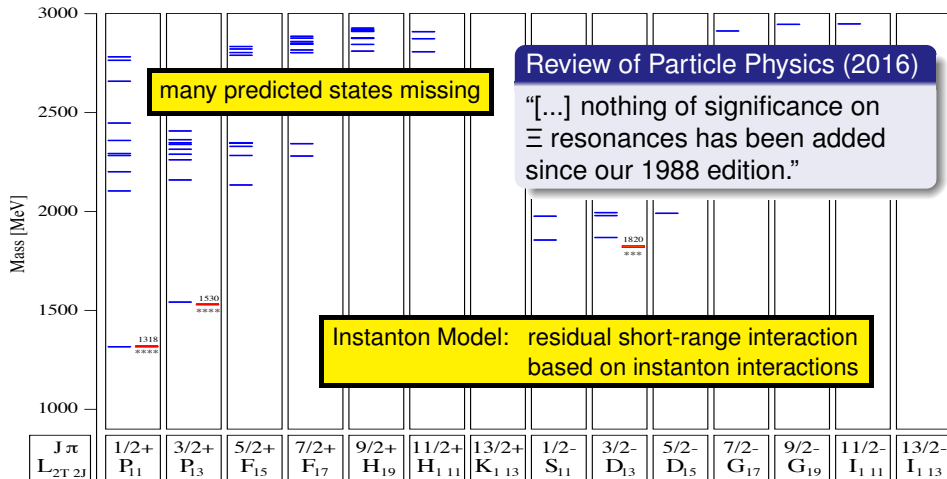 3000
2500
2000
1500
1000
Mass [MeV]
many predicted states missing
Review of Particle Physics (2016)
“[...] nothing of significance on
Ξ resonances has been added
since our 1988 edition.”
1820
***
1530
****
1318
****
Instanton Model: residual short-range interaction
based on instanton interactions
J π 1/2+ 3/2+ 5/2+ 7/2+ 9/2+ 11/2+ 13/2+ 1/2- 3/2- 5/2- 7/2- 9/2- 11/2- 13/2-
L2T 2J P11 P13 F15 F17 H19 H1 11 K1 13 S11 D13 D15 G17 G19 I1 11 I1 13